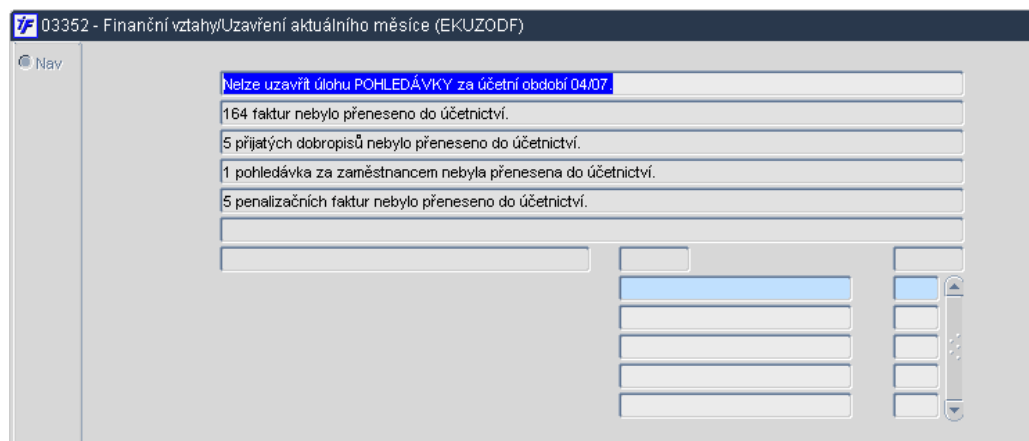 iF 03352 - Finanční vztahy/Uzavření aktuálního měsíce (EKUZODF)
Nav
Nelze uzavřít úlohu POHLEDÁVKY za účetní období 04/07.
164 faktur nebylo přeneseno do účetnictví.
5 přijatých dobropisů nebylo přeneseno do účetnictví.
1 pohledávka za zaměstnancem nebyla přenesena do účetnictví.
5 penalizačních faktur nebylo přeneseno do účetnictví.